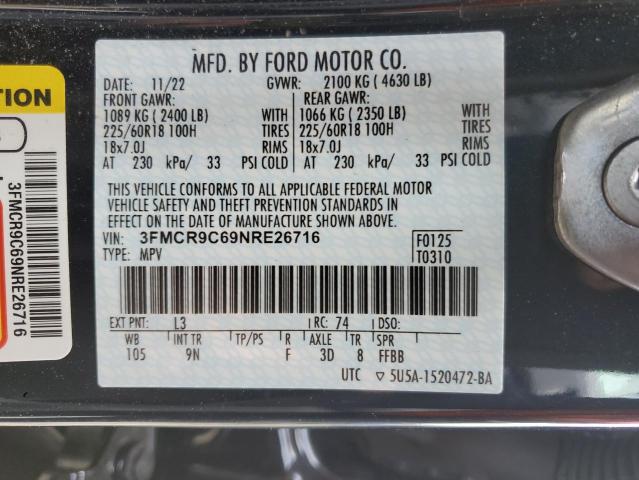 MFD. BY FORD MOTOR CO.
DATE: 11/22 GVWR: 2100 KG (4630 LB)
FRONT GAWR: REAR GAWR:
1089 KG (2400 LB) WITH 1066 KG (2350 LB) WITH
225/60R18 100H TIRES 225/60R18 100H TIRES
18x7.0J RIMS 18x7.0J RIMS
AT 230 kPa/ 33 PSI COLD AT 230 kPa/ 33 PSI COLD
THIS VEHICLE CONFORMS TO ALL APPLICABLE FEDERAL MOTOR
VEHICLE SAFETY, BUMPER, AND THEFT PREVENTION STANDARDS IN
EFFECT ON THE DATE OF MANUFACTURE SHOWN ABOVE.
VIN: 3FMCR9C69NRE26716 F0125
TYPE: MPV T0310
EXT PNT: L3 RC: 74 DSO:
WB INT TR TP/PS R AXLE TR SPR
105 9N F 3D 8 FFBB
UTC ▽ 5U5A-1520472-BA
TION
3FMCR9C69NRE26716